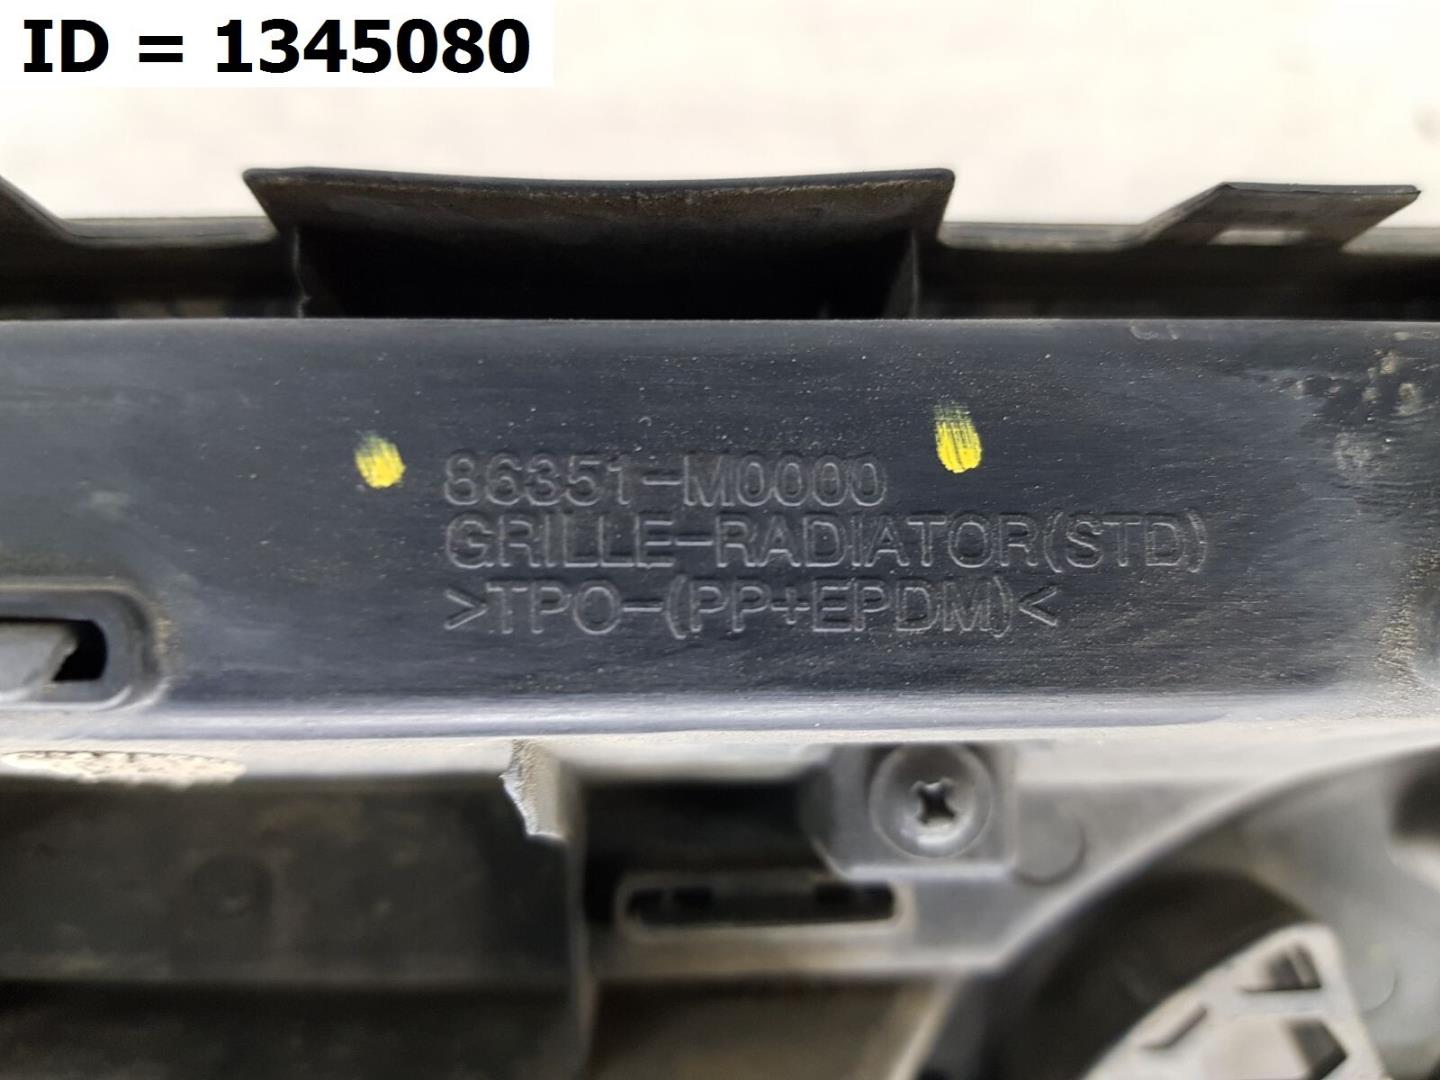 ID = 1345080
86351-M0000
GRILLE-RADIATOR(STD)
>TPO-(PP+EPDM)<